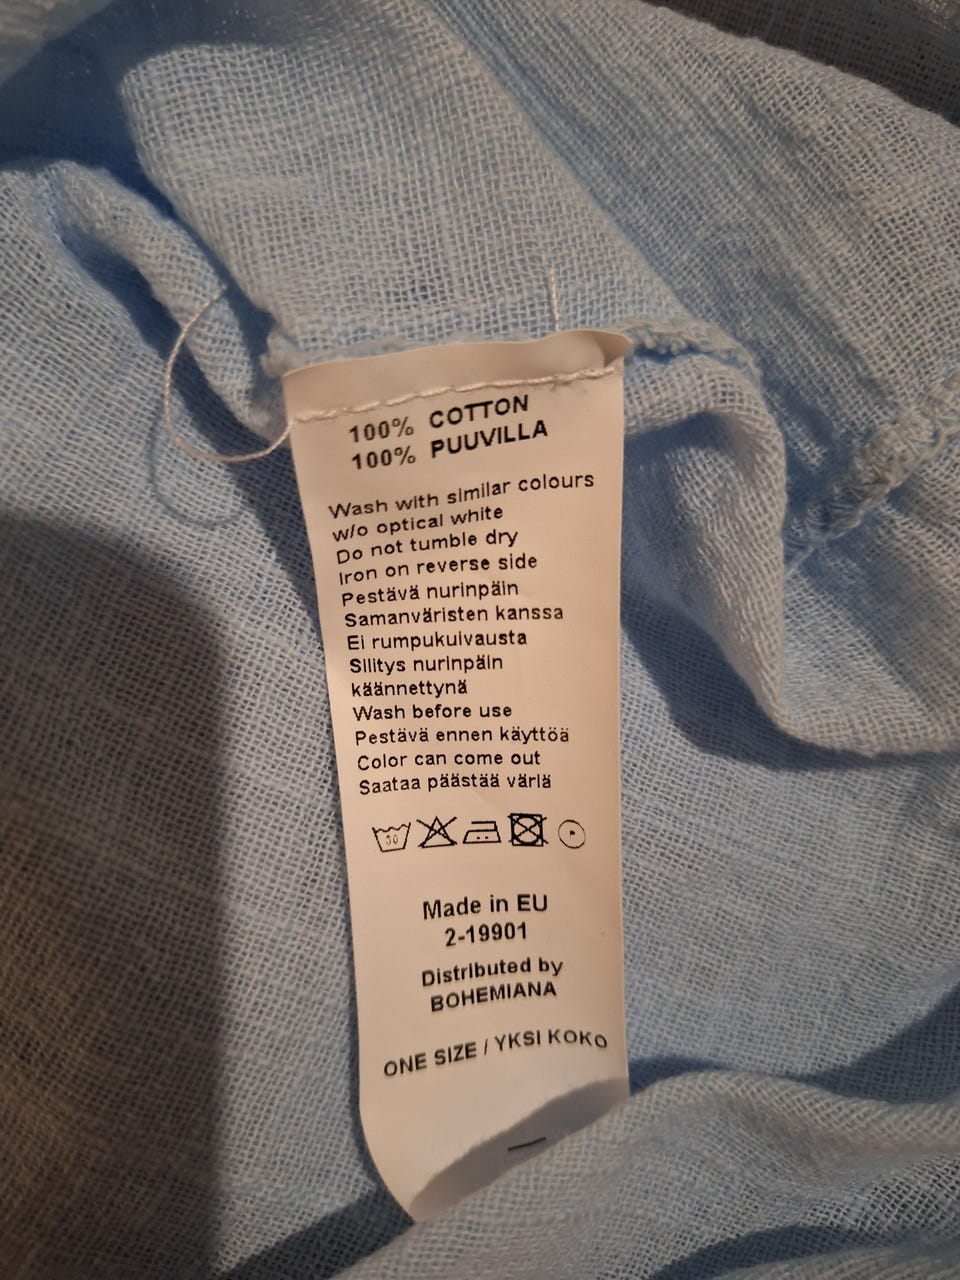 100% COTTON
100% PUUVILLA
Wash with similar colours
w/o optical white
Do not tumble dry
Iron on reverse side
Pestävä nurinpäin
Samanväristen kanssa
Ei rumpukuivausta
Silitys nurinpäin
käännettynä
Wash before use
Pestävä ennen käyttöä
Color can come out
Saataa päästää väriä
30
Made in EU
2-19901
Distributed by
BOHEMIANA
ONE SIZE / YKSI KOKO